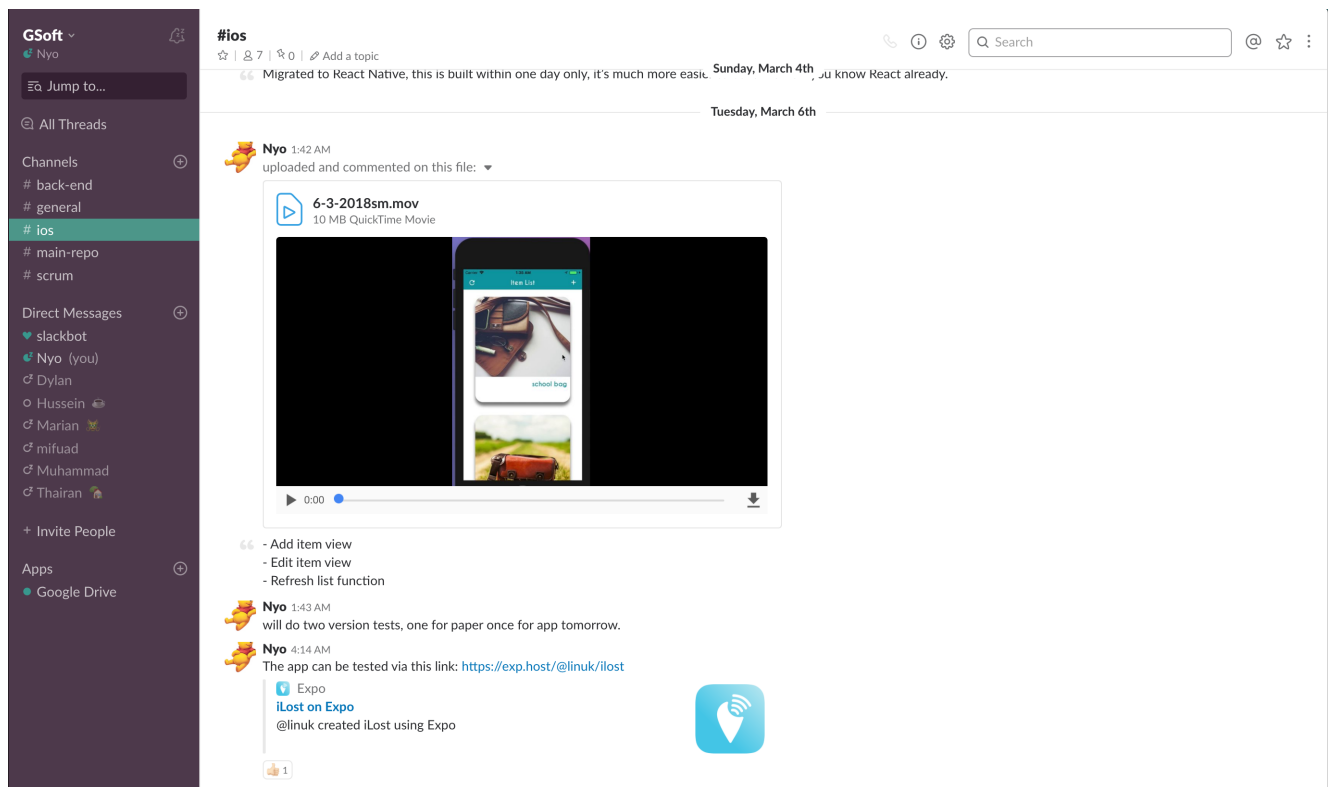 GSoft
Nyo
Jump to...
All Threads
Channels
# back-end
# general
# ios
# main-repo
# scrum
Direct Messages
slackbot
Nyo (you)
Dylan
Hussein
Marian
mifuad
Muhammad
Thairan
+ Invite People
Apps
Google Drive
#ios
7 | 0 | Add a topic
Search
Migrated to React Native, this is built within one day only, it's much more easie
know React already.
Sunday, March 4th
Tuesday, March 6th
Nyo 1:42 AM
uploaded and commented on this file:
6-3-2018sm.mov
10 MB QuickTime Movie
Item List
school bag
0:00
- Add item view
- Edit item view
- Refresh list function
Nyo 1:43 AM
will do two version tests, one for paper once for app tomorrow.
Nyo 4:14 AM
The app can be tested via this link: https://exp.host/@linuk/ilost
Expo
iLost on Expo
@linuk created iLost using Expo
1